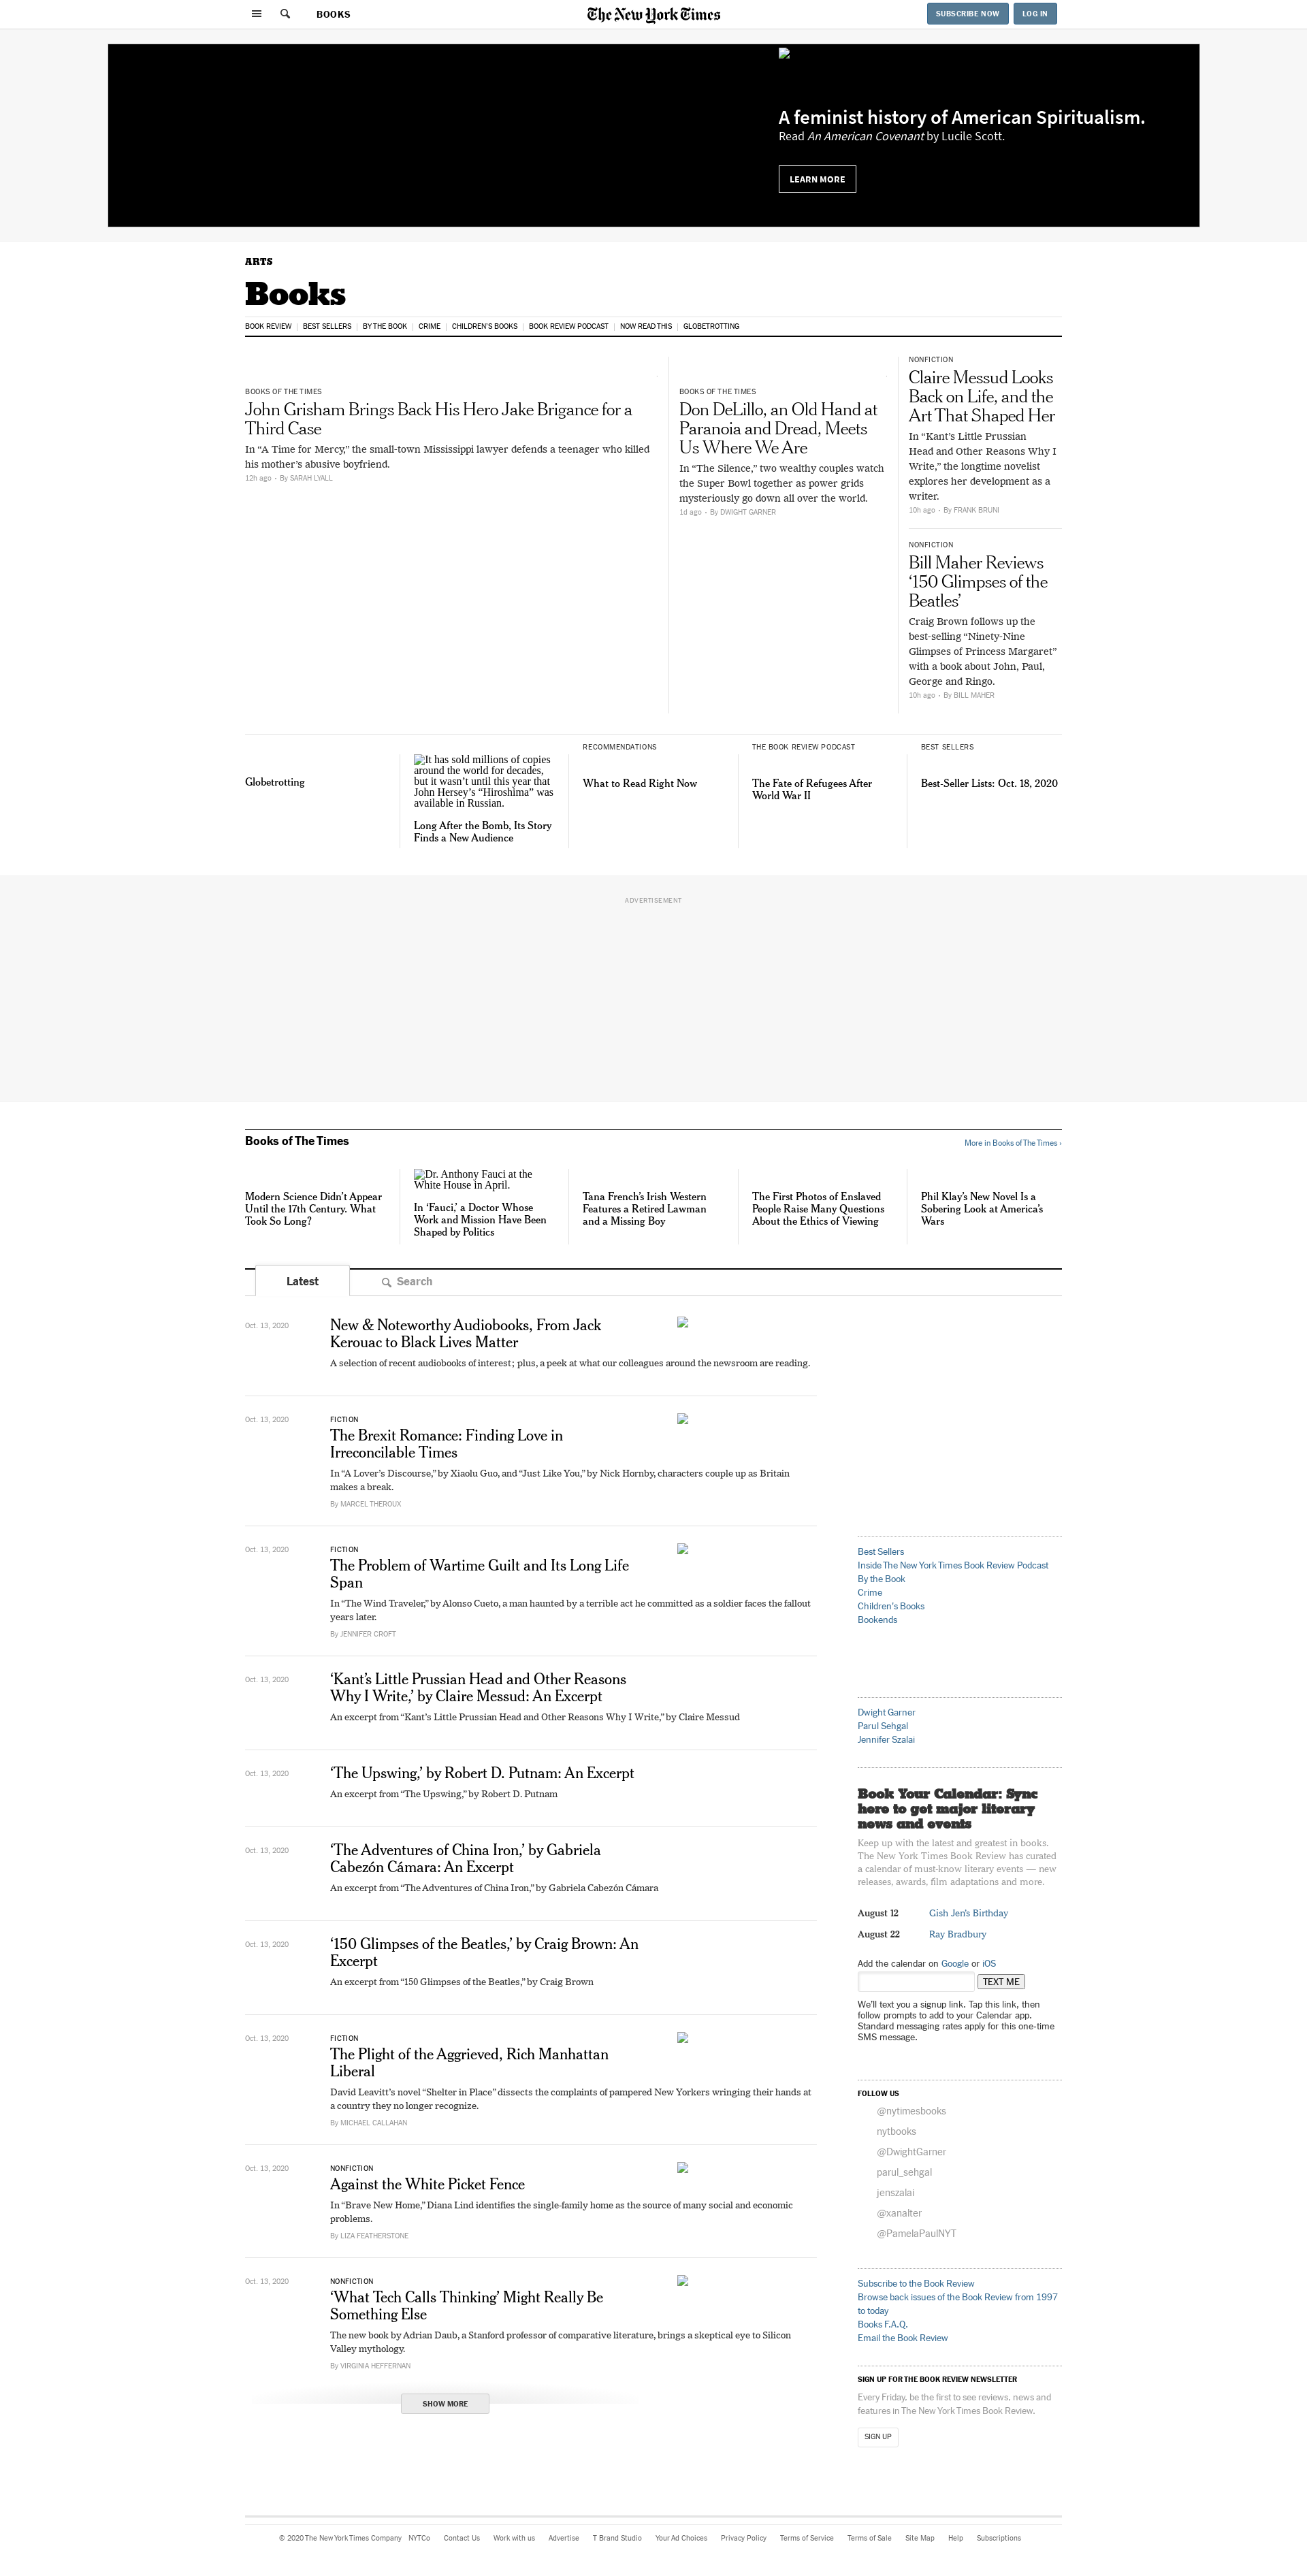 BOOKS
The New York Times
SUBSCRIBE NOW
LOG IN
A feminist history of American Spiritualism.
Read An American Covenant by Lucile Scott.
LEARN MORE
ARTS
Books
BOOK REVIEW
BEST SELLERS
BY THE BOOK
CRIME
CHILDREN'S BOOKS
BOOK REVIEW PODCAST
NOW READ THIS
GLOBETROTTING
BOOKS OF THE TIMES
John Grisham Brings Back His Hero Jake Brigance for a
Third Case
In “A Time for Mercy,” the small-town Mississippi lawyer defends a teenager who killed
his mother’s abusive boyfriend.
12h ago • By SARAH LYALL
BOOKS OF THE TIMES
Don DeLillo, an Old Hand at
Paranoia and Dread, Meets
Us Where We Are
In “The Silence,” two wealthy couples watch
the Super Bowl together as power grids
mysteriously go down all over the world.
1d ago • By DWIGHT GARNER
NONFICTION
Claire Messud Looks
Back on Life, and the
Art That Shaped Her
In “Kant’s Little Prussian
Head and Other Reasons Why I
Write,” the longtime novelist
explores her development as a
writer.
10h ago • By FRANK BRUNI
NONFICTION
Bill Maher Reviews
‘150 Glimpses of the
Beatles’
Craig Brown follows up the
best-selling “Ninety-Nine
Glimpses of Princess Margaret”
with a book about John, Paul,
George and Ringo.
10h ago • By BILL MAHER
Globetrotting
It has sold millions of copies
around the world for decades,
but it wasn’t until this year that
John Hersey’s “Hiroshima” was
available in Russian.
Long After the Bomb, Its Story
Finds a New Audience
RECOMMENDATIONS
What to Read Right Now
THE BOOK REVIEW PODCAST
The Fate of Refugees After
World War II
BEST SELLERS
Best-Seller Lists: Oct. 18, 2020
ADVERTISEMENT
Books of The Times
More in Books of The Times ›
Modern Science Didn’t Appear
Until the 17th Century. What
Took So Long?
Dr. Anthony Fauci at the
White House in April.
In ‘Fauci,’ a Doctor Whose
Work and Mission Have Been
Shaped by Politics
Tana French’s Irish Western
Features a Retired Lawman
and a Missing Boy
The First Photos of Enslaved
People Raise Many Questions
About the Ethics of Viewing
Phil Klay’s New Novel Is a
Sobering Look at America’s
Wars
Latest
Search
Oct. 13, 2020
New & Noteworthy Audiobooks, From Jack
Kerouac to Black Lives Matter
A selection of recent audiobooks of interest; plus, a peek at what our colleagues around the newsroom are reading.
Oct. 13, 2020
FICTION
The Brexit Romance: Finding Love in
Irreconcilable Times
In “A Lover’s Discourse,” by Xiaolu Guo, and “Just Like You,” by Nick Hornby, characters couple up as Britain
makes a break.
By MARCEL THEROUX
Oct. 13, 2020
FICTION
The Problem of Wartime Guilt and Its Long Life
Span
In “The Wind Traveler,” by Alonso Cueto, a man haunted by a terrible act he committed as a soldier faces the fallout
years later.
By JENNIFER CROFT
Oct. 13, 2020
‘Kant’s Little Prussian Head and Other Reasons
Why I Write,’ by Claire Messud: An Excerpt
An excerpt from “Kant’s Little Prussian Head and Other Reasons Why I Write,” by Claire Messud
Oct. 13, 2020
‘The Upswing,’ by Robert D. Putnam: An Excerpt
An excerpt from “The Upswing,” by Robert D. Putnam
Oct. 13, 2020
‘The Adventures of China Iron,’ by Gabriela
Cabezón Cámara: An Excerpt
An excerpt from “The Adventures of China Iron,” by Gabriela Cabezón Cámara
Oct. 13, 2020
‘150 Glimpses of the Beatles,’ by Craig Brown: An
Excerpt
An excerpt from “150 Glimpses of the Beatles,” by Craig Brown
Oct. 13, 2020
FICTION
The Plight of the Aggrieved, Rich Manhattan
Liberal
David Leavitt’s novel “Shelter in Place” dissects the complaints of pampered New Yorkers wringing their hands at
a country they no longer recognize.
By MICHAEL CALLAHAN
Oct. 13, 2020
NONFICTION
Against the White Picket Fence
In “Brave New Home,” Diana Lind identifies the single-family home as the source of many social and economic
problems.
By LIZA FEATHERSTONE
Oct. 13, 2020
NONFICTION
‘What Tech Calls Thinking’ Might Really Be
Something Else
The new book by Adrian Daub, a Stanford professor of comparative literature, brings a skeptical eye to Silicon
Valley mythology.
By VIRGINIA HEFFERNAN
SHOW MORE
Best Sellers
Inside The New York Times Book Review Podcast
By the Book
Crime
Children's Books
Bookends
Dwight Garner
Parul Sehgal
Jennifer Szalai
Book Your Calendar: Sync
here to get major literary
news and events
Keep up with the latest and greatest in books.
The New York Times Book Review has curated
a calendar of must-know literary events — new
releases, awards, film adaptations and more.
August 12 Gish Jen's Birthday
August 22 Ray Bradbury
Add the calendar on Google or iOS
TEXT ME
We’ll text you a signup link. Tap this link, then
follow prompts to add to your Calendar app.
Standard messaging rates apply for this one-time
SMS message.
FOLLOW US
@nytimesbooks
nytbooks
@DwightGarner
parul_sehgal
jenszalai
@xanalter
@PamelaPaulNYT
Subscribe to the Book Review
Browse back issues of the Book Review from 1997
to today
Books F.A.Q.
Email the Book Review
SIGN UP FOR THE BOOK REVIEW NEWSLETTER
Every Friday, be the first to see reviews, news and
features in The New York Times Book Review.
SIGN UP
© 2020 The New York Times Company
NYTCo
Contact Us
Work with us
Advertise
T Brand Studio
Your Ad Choices
Privacy Policy
Terms of Service
Terms of Sale
Site Map
Help
Subscriptions